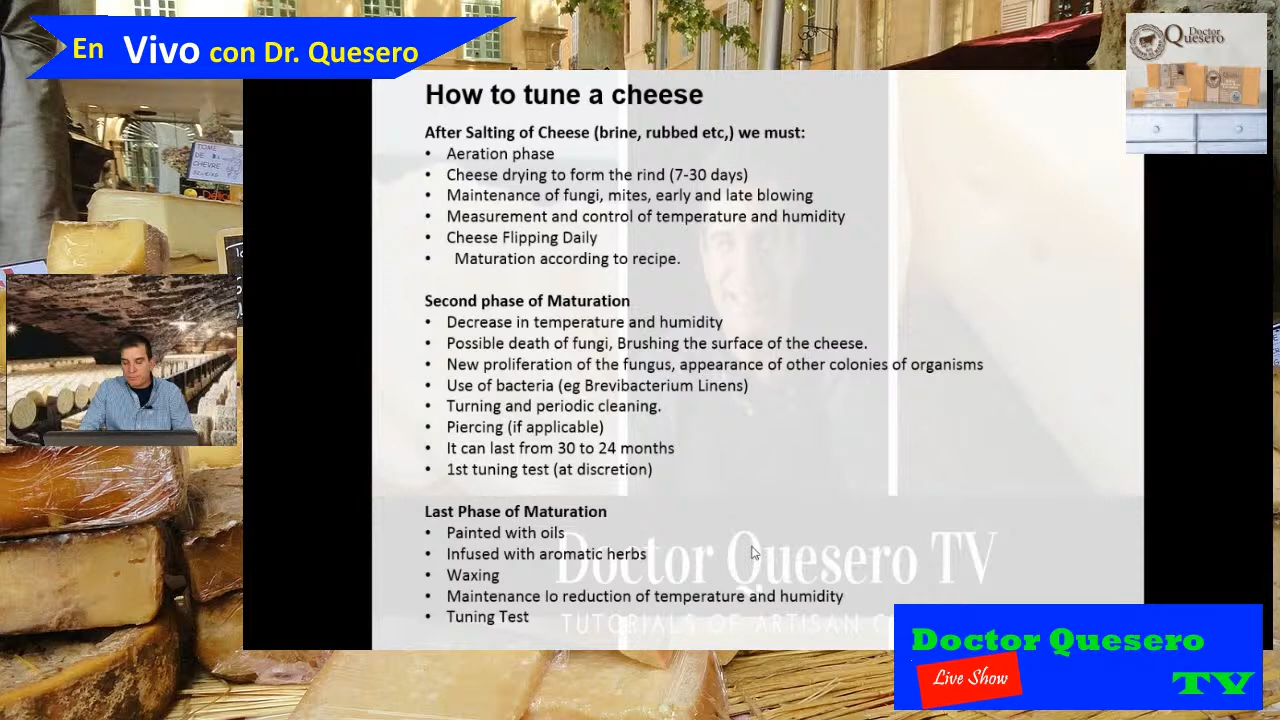 En Vivo con Dr. Quesero
Doctor
Quesero
How to tune a cheese
After Salting of Cheese (brine, rubbed etc,) we must:
• Aeration phase
• Cheese drying to form the rind (7-30 days)
• Maintenance of fungi, mites, early and late blowing
• Measurement and control of temperature and humidity
• Cheese Flipping Daily
• Maturation according to recipe.
Second phase of Maturation
• Decrease in temperature and humidity
• Possible death of fungi, Brushing the surface of the cheese.
• New proliferation of the fungus, appearance of other colonies of organisms
• Use of bacteria (eg Brevibacterium Linens)
• Turning and periodic cleaning.
• Piercing (if applicable)
• It can last from 30 to 24 months
• 1st tuning test (at discretion)
Last Phase of Maturation
• Painted with oils
• Infused with aromatic herbs
• Waxing
• Maintenance lo reduction of temperature and humidity
• Tuning Test
Doctor Quesero TV
TUTORIALS OF ARTISAN
TOME
DE
CHEVRE
Doctor Quesero
Live Show
TV